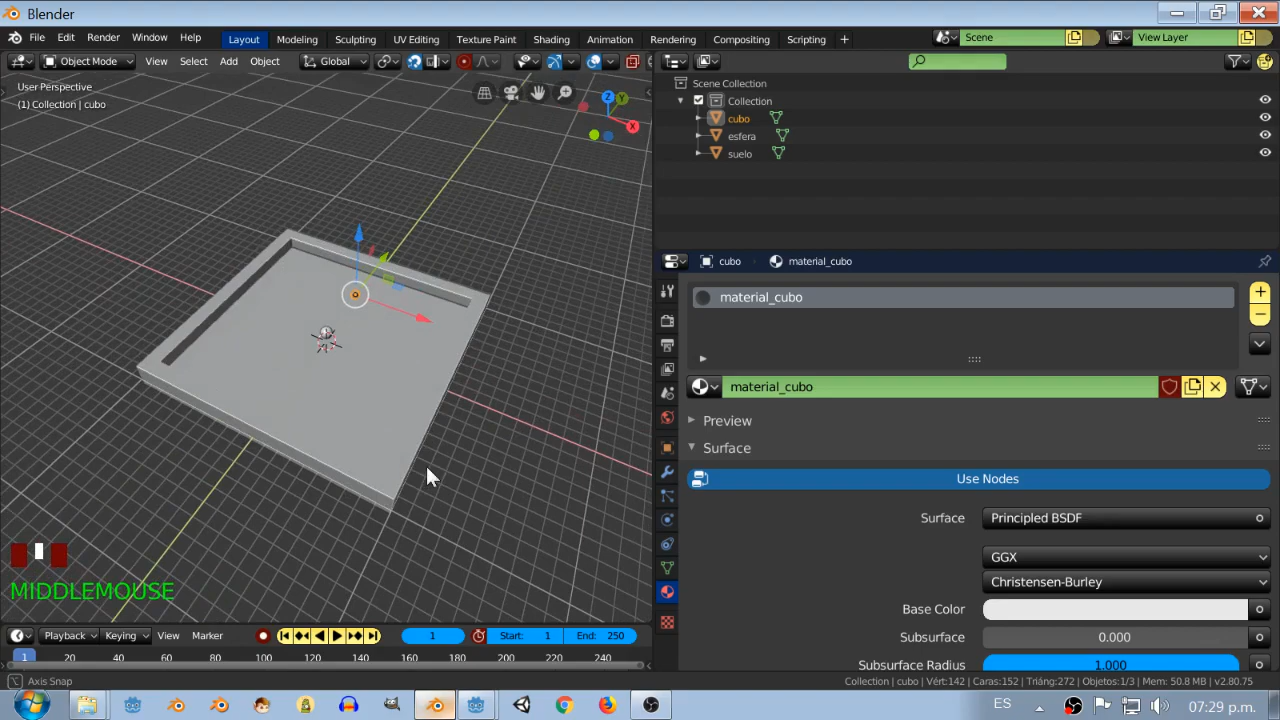 Blender
File Edit Render Window Help Layout Modeling Sculpting UV Editing Texture Paint Shading Animation Rendering Compositing Scripting + Scene View Layer
Object Mode View Select Add Object Global
User Perspective
(1) Collection | cubo
Z Y X
Scene Collection
Collection
cubo
esfera
suelo
cubo material_cubo
material_cubo
material_cubo
Preview
Surface
Use Nodes
Surface Principled BSDF
GGX
Christensen-Burley
Base Color
Subsurface 0.000
Subsurface Radius 1.000
MIDDLEMOUSE
Playback Keying View Marker 1 Start: 1 End: 250
1 20 40 60 80 100 120 140 160 180 200 220 240
Axis Snap Collection | cubo | Vért:142 | Caras:152 | Triáng:272 | Objetos:1/3 | Mem: 50.8 MB | v2.80.75
ES 07:29 p.m.